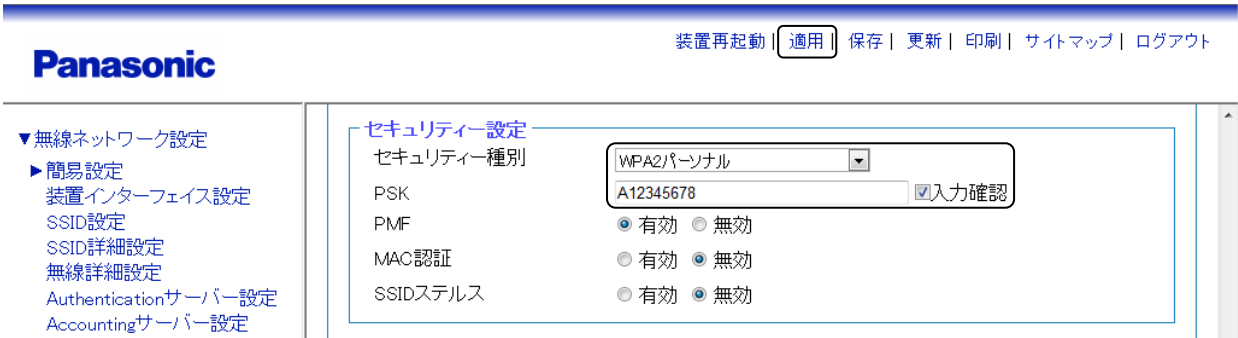 装置再起動 | 適用 | 保存 | 更新 | 印刷 | サイトマップ | ログアウト
Panasonic
▼無線ネットワーク設定
▶簡易設定
装置インターフェイス設定
SSID設定
SSID詳細設定
無線詳細設定
Authenticationサーバー設定
Accountingサーバー設定
セキュリティー設定
セキュリティー種別 WPA2パーソナル
PSK A12345678 入力確認
PMF 有効 無効
MAC認証 有効 無効
SSIDステルス 有効 無効